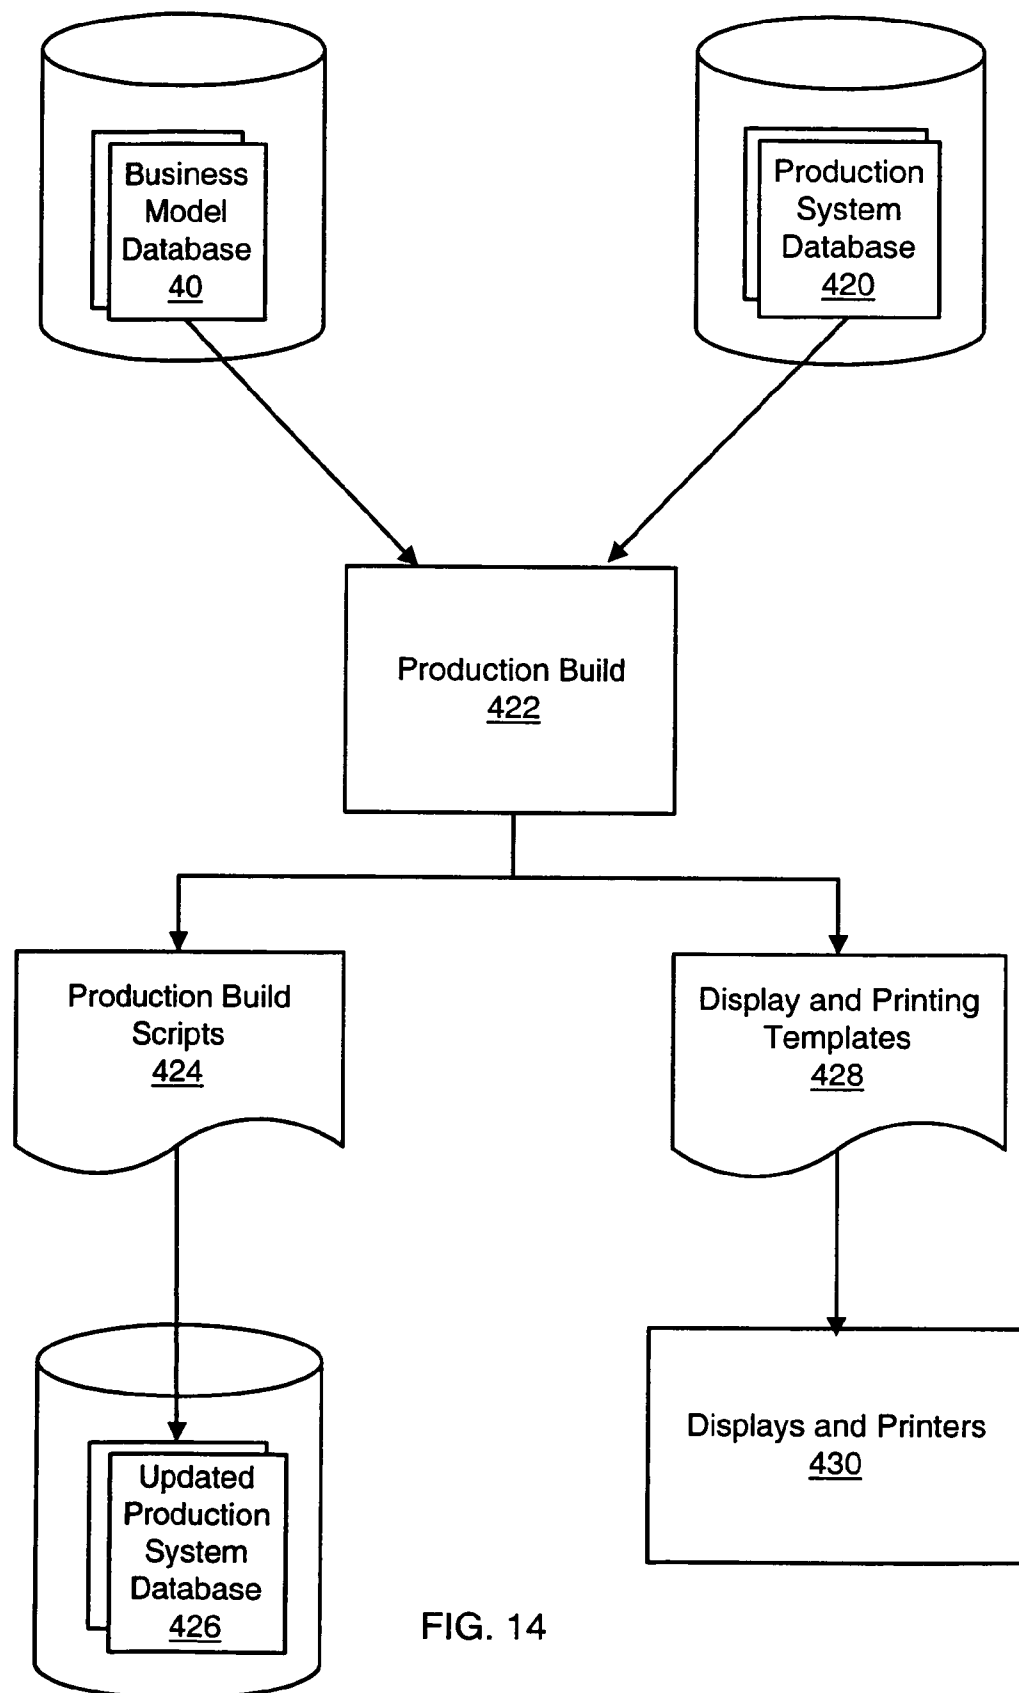 Business
Model
Database
40
Production
System
Database
420
Production Build
422
Production Build
Scripts
424
Display and Printing
Templates
428
Updated
Production
System
Database
426
Displays and Printers
430
FIG. 14